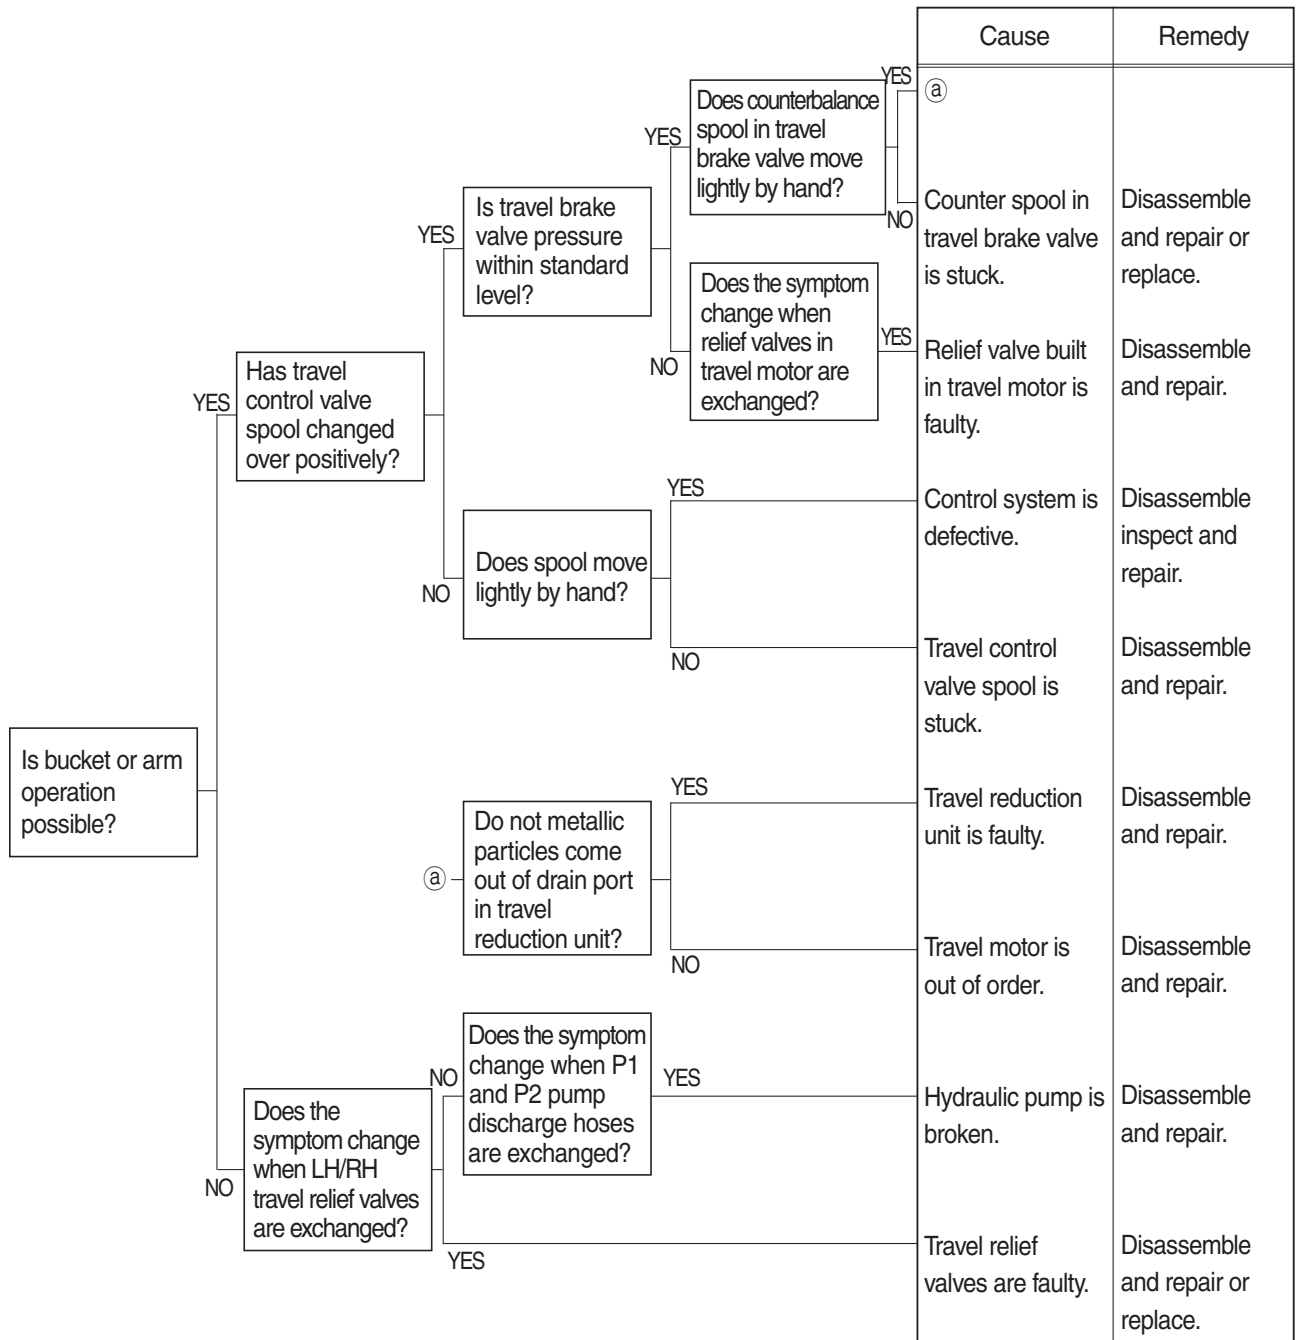 Cause
Remedy
YES
ⓐ
Does counterbalance
spool in travel
brake valve move
lightly by hand?
YES
NO
Counter spool in
travel brake valve
is stuck.
Disassemble
and repair or
replace.
Is travel brake
valve pressure
within standard
level?
YES
Does the symptom
change when
relief valves in
travel motor are
exchanged?
YES
NO
Relief valve built
in travel motor is
faulty.
Disassemble
and repair.
Has travel
control valve
spool changed
over positively?
YES
YES
Control system is
defective.
Disassemble
inspect and
repair.
Does spool move
lightly by hand?
NO
NO
Travel control
valve spool is
stuck.
Disassemble
and repair.
Is bucket or arm
operation
possible?
YES
Travel reduction
unit is faulty.
Disassemble
and repair.
ⓐ
Do not metallic
particles come
out of drain port
in travel
reduction unit?
NO
Travel motor is
out of order.
Disassemble
and repair.
Does the symptom
change when P1
and P2 pump
discharge hoses
are exchanged?
NO
YES
Hydraulic pump is
broken.
Disassemble
and repair.
Does the
symptom change
when LH/RH
travel relief valves
are exchanged?
NO
YES
Travel relief
valves are faulty.
Disassemble
and repair or
replace.